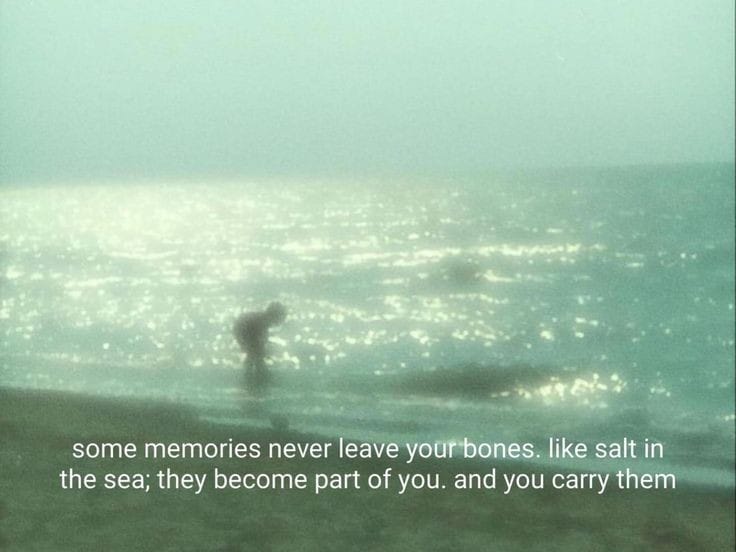 some memories never leave your bones. like salt in
the sea; they become part of you. and you carry them